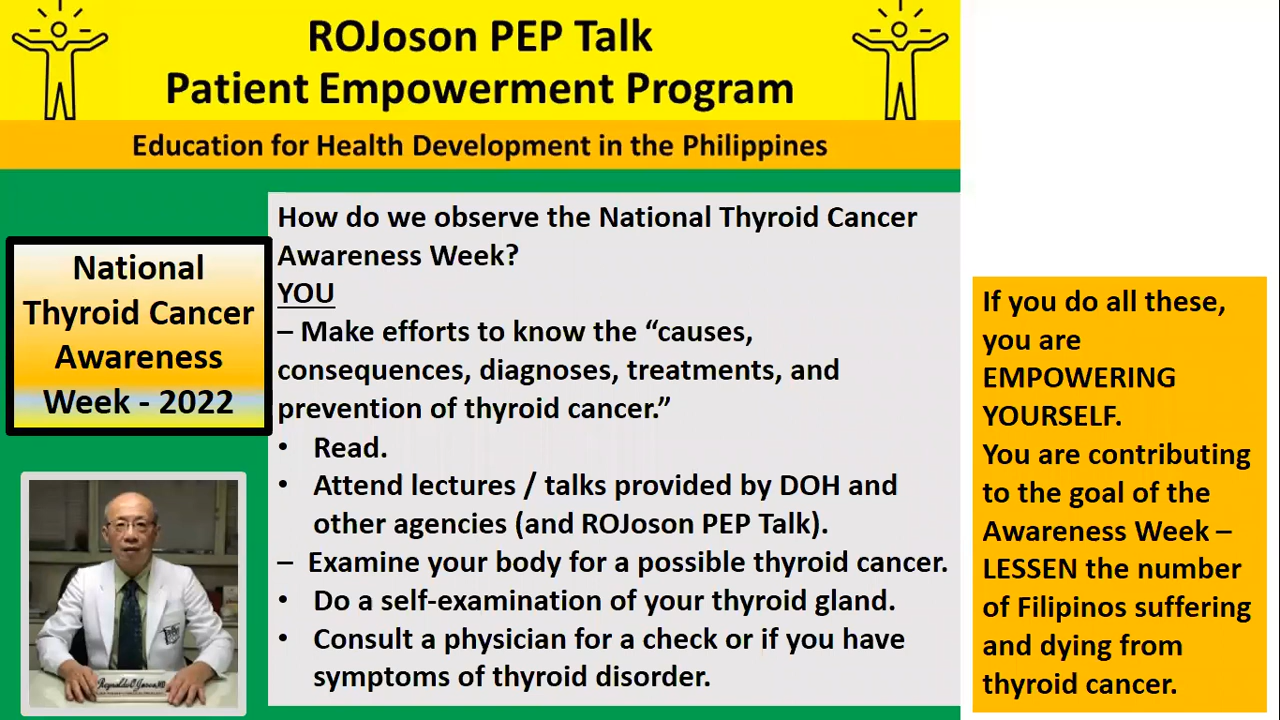 ROJoson PEP Talk
Patient Empowerment Program
Education for Health Development in the Philippines
National
Thyroid Cancer
Awareness
Week - 2022
How do we observe the National Thyroid Cancer
Awareness Week?
YOU
– Make efforts to know the “causes,
consequences, diagnoses, treatments, and
prevention of thyroid cancer.”
• Read.
• Attend lectures / talks provided by DOH and
other agencies (and ROJoson PEP Talk).
– Examine your body for a possible thyroid cancer.
• Do a self-examination of your thyroid gland.
• Consult a physician for a check or if you have
symptoms of thyroid disorder.
If you do all these,
you are
EMPOWERING
YOURSELF.
You are contributing
to the goal of the
Awareness Week –
LESSEN the number
of Filipinos suffering
and dying from
thyroid cancer.
Reynaldo O. Joson, MD